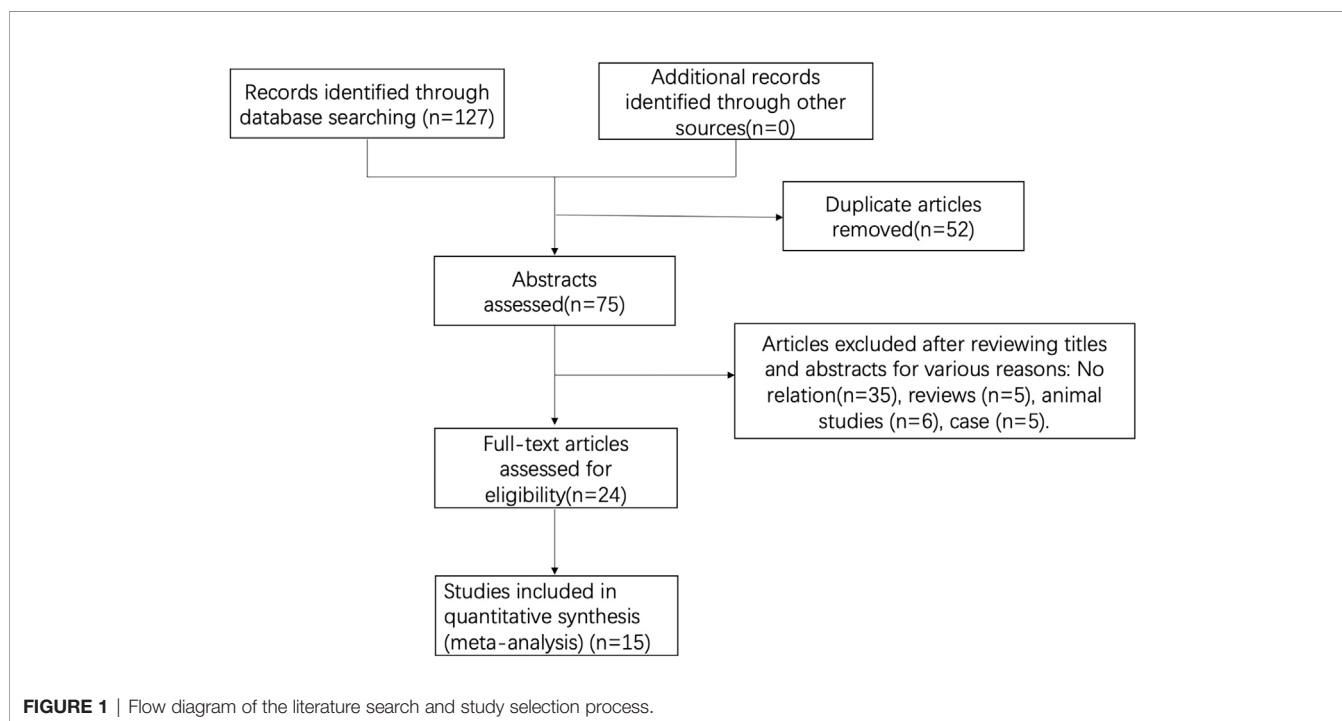 Records identified through
database searching (n=127)
Additional records
identified through other
sources(n=0)
Duplicate articles
removed(n=52)
Abstracts
assessed(n=75)
Articles excluded after reviewing titles
and abstracts for various reasons: No
relation(n=35), reviews (n=5), animal
studies (n=6), case (n=5).
Full-text articles
assessed for
eligibility(n=24)
Studies included in
quantitative synthesis
(meta-analysis) (n=15)
FIGURE 1 | Flow diagram of the literature search and study selection process.